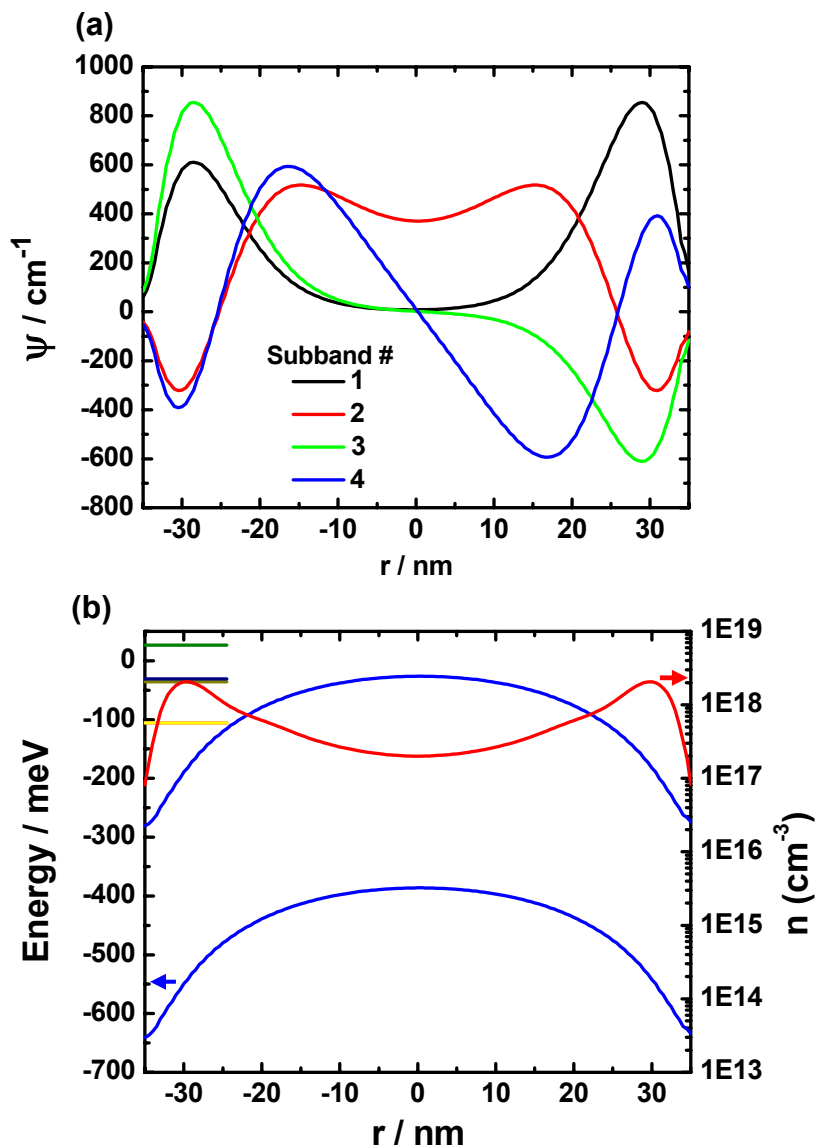 (a)
1000
800
600
400
200
0
-200
-400
-600
-800
ψ / cm-1
Subband #
1
2
3
4
-30 -20 -10 0 10 20 30
r / nm
(b)
0
-100
-200
-300
-400
-500
-600
-700
Energy / meV
1E19
1E18
1E17
1E16
1E15
1E14
1E13
n (cm-3)
-30 -20 -10 0 10 20 30
r / nm